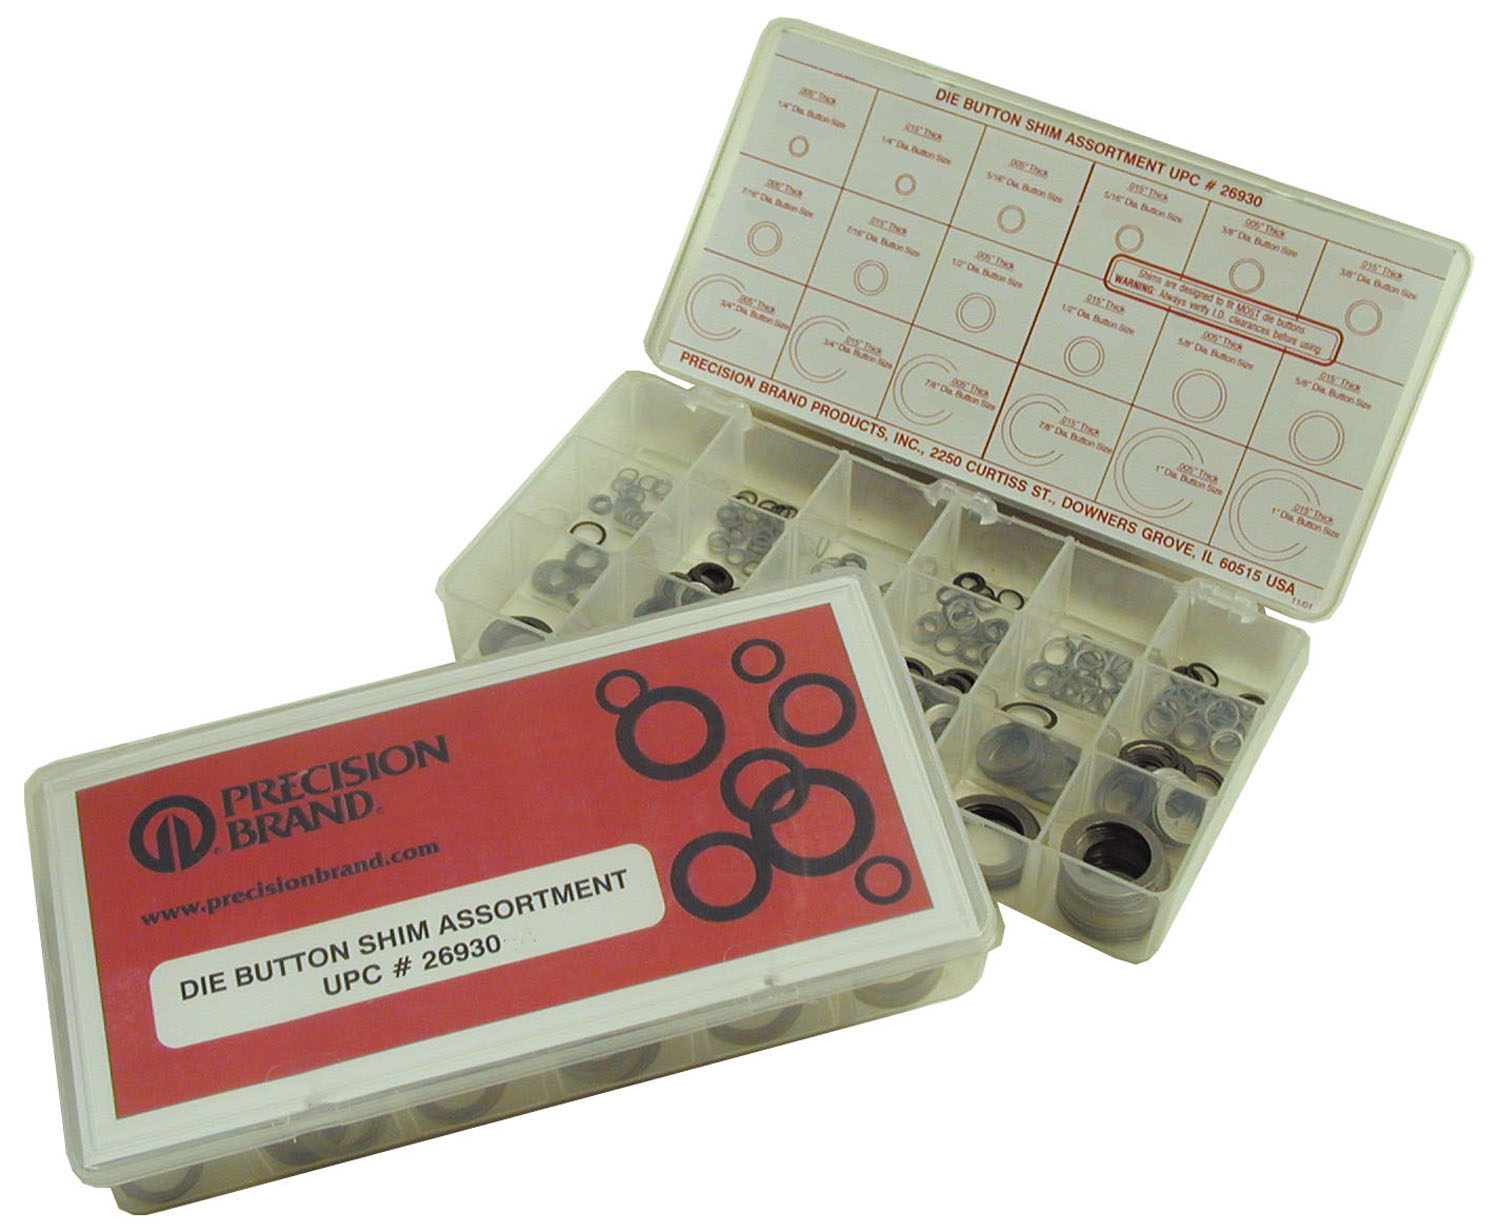 DIE BUTTON SHIM ASSORTMENT UPC # 26930
.005" Thick
1/4" Dia. Button Size
.015" Thick
1/4" Dia. Button Size
.005" Thick
5/16" Dia. Button Size
.015" Thick
5/16" Dia. Button Size
.005" Thick
3/8" Dia. Button Size
.015" Thick
3/8" Dia. Button Size
.005" Thick
7/16" Dia. Button Size
.015" Thick
7/16" Dia. Button Size
.005" Thick
1/2" Dia. Button Size
.015" Thick
1/2" Dia. Button Size
.005" Thick
5/8" Dia. Button Size
.015" Thick
5/8" Dia. Button Size
Shims are designed to fit MOST die buttons
WARNING: Always verify I.D. clearances before using
.005" Thick
3/4" Dia. Button Size
.015" Thick
3/4" Dia. Button Size
.005" Thick
7/8" Dia. Button Size
.015" Thick
7/8" Dia. Button Size
.005" Thick
1" Dia. Button Size
.015" Thick
1" Dia. Button Size
PRECISION BRAND PRODUCTS, INC., 2250 CURTISS ST., DOWNERS GROVE, IL 60515 USA
11/01
PRECISION
BRAND®
®
www.precisionbrand.com
DIE BUTTON SHIM ASSORTMENT
UPC # 26930